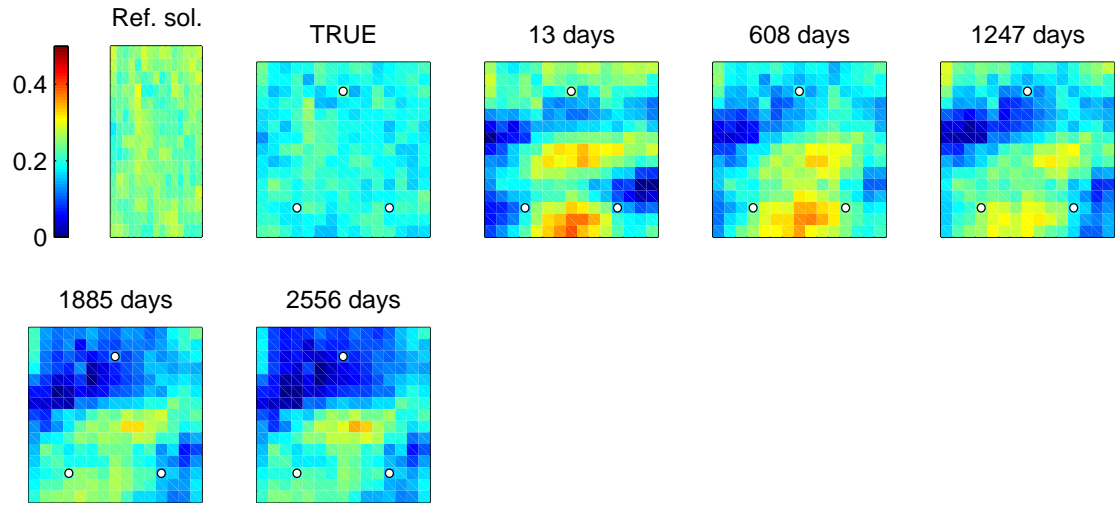 Ref. sol.
TRUE
13 days
608 days
1247 days
0.4
0.2
0
1885 days
2556 days